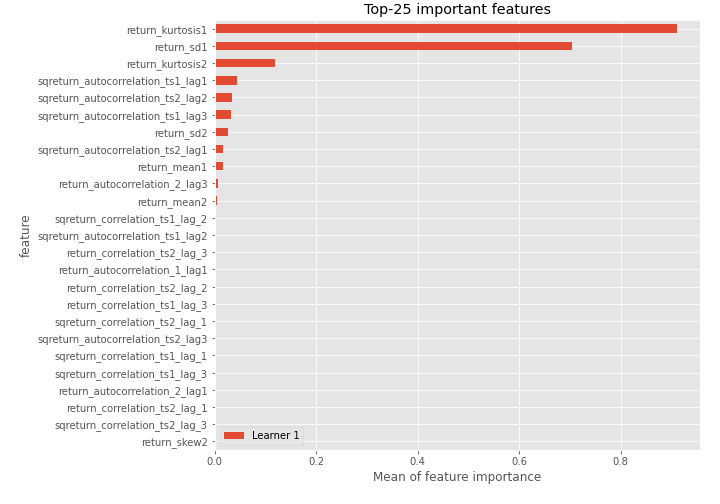 Top-25 important features
return_kurtosis1
return_sd1
return_kurtosis2
sqreturn_autocorrelation_ts1_lag1
sqreturn_autocorrelation_ts2_lag2
sqreturn_autocorrelation_ts1_lag3
return_sd2
sqreturn_autocorrelation_ts2_lag1
return_mean1
return_autocorrelation_2_lag3
return_mean2
sqreturn_correlation_ts1_lag_2
sqreturn_autocorrelation_ts1_lag2
return_correlation_ts2_lag_3
return_autocorrelation_1_lag1
return_correlation_ts2_lag_2
return_correlation_ts1_lag_3
sqreturn_correlation_ts2_lag_1
sqreturn_autocorrelation_ts2_lag3
sqreturn_correlation_ts1_lag_1
sqreturn_correlation_ts1_lag_3
return_autocorrelation_2_lag1
return_correlation_ts2_lag_1
sqreturn_correlation_ts2_lag_3
return_skew2
feature
Learner 1
0.0 0.2 0.4 0.6 0.8
Mean of feature importance